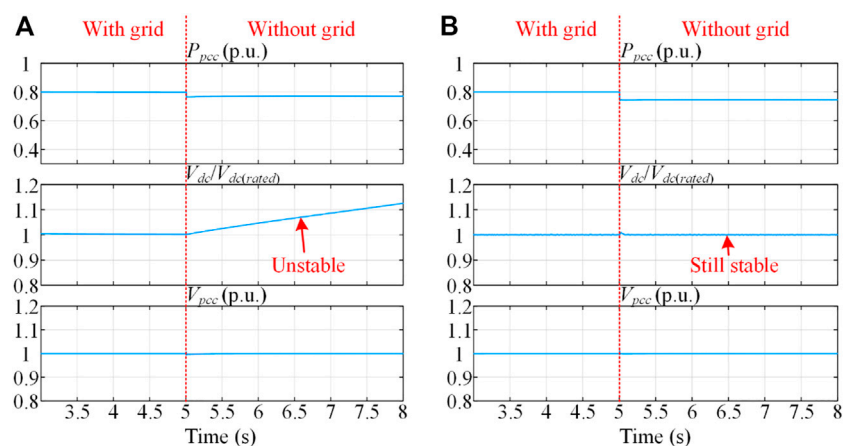 A
With grid
Without grid
P_pcc (p.u.)
1
0.8
0.6
0.4
V_dc/V_dc(rated)
1.2
1.1
1
0.9
0.8
Unstable
V_pcc (p.u.)
1.2
1.1
1
0.9
0.8
3.5 4 4.5 5 5.5 6 6.5 7 7.5 8
Time (s)
B
With grid
Without grid
P_pcc (p.u.)
1
0.8
0.6
0.4
V_dc/V_dc(rated)
1.2
1.1
1
0.9
0.8
Still stable
V_pcc (p.u.)
1.2
1.1
1
0.9
0.8
3.5 4 4.5 5 5.5 6 6.5 7 7.5 8
Time (s)